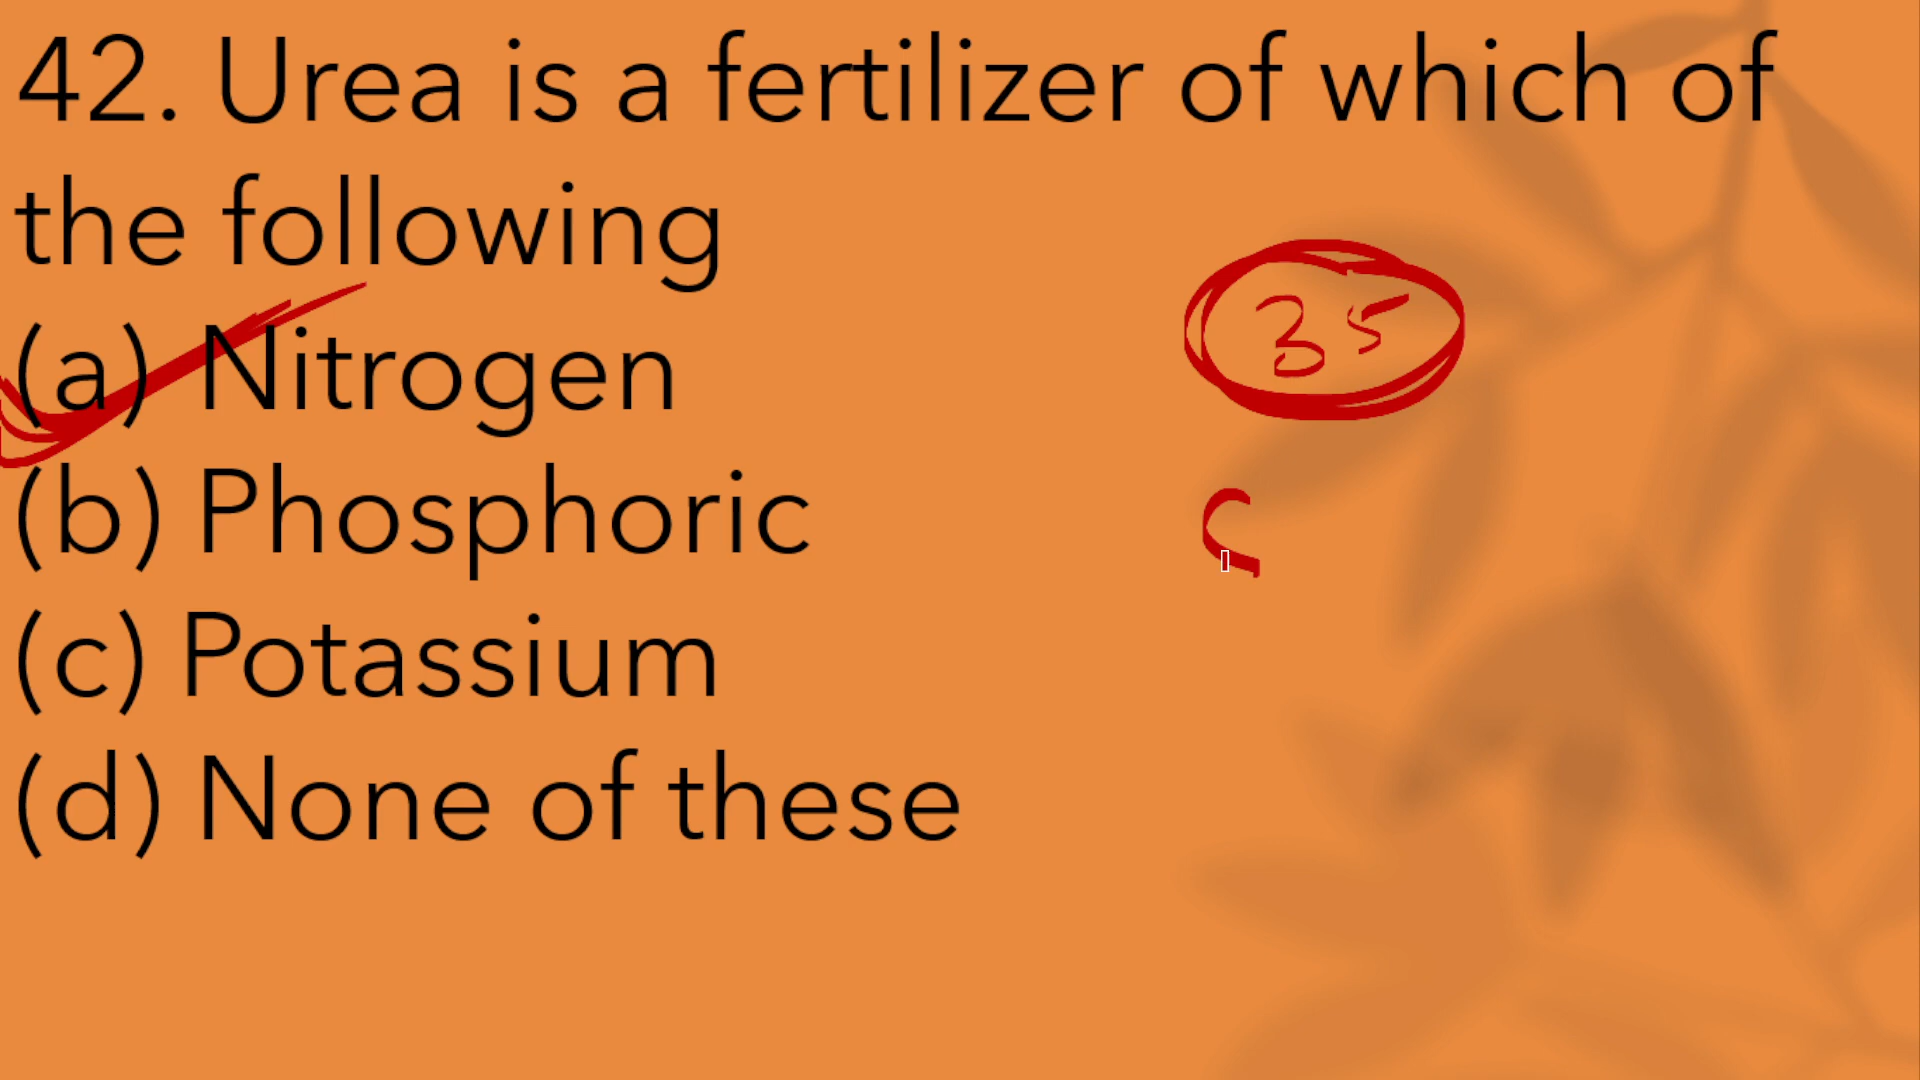 42. Urea is a fertilizer of which of
the following
(a) Nitrogen
35
(b) Phosphoric
(c) Potassium
(d) None of these